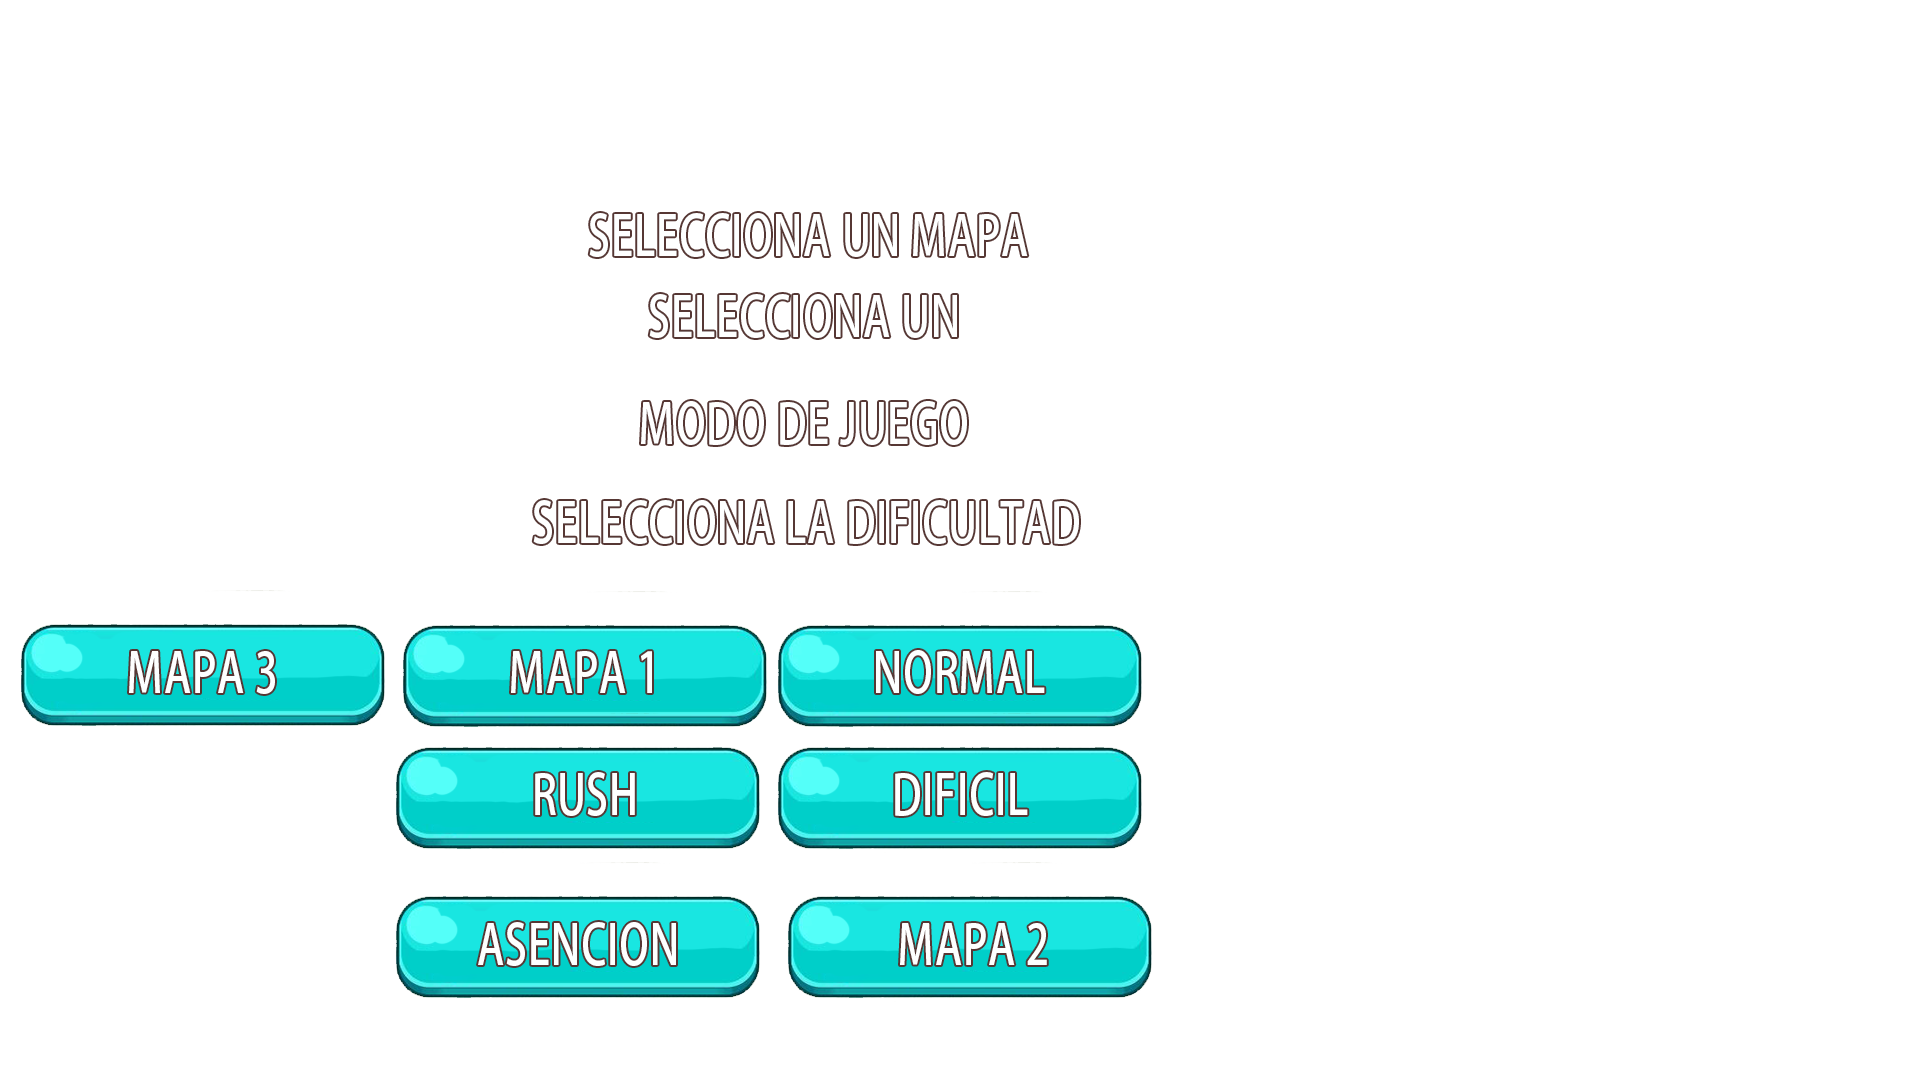 SELECCIONA UN MAPA
SELECCIONA UN
MODO DE JUEGO
SELECCIONA LA DIFICULTAD
MAPA 3
MAPA 1
NORMAL
RUSH
DIFICIL
ASENCION
MAPA 2